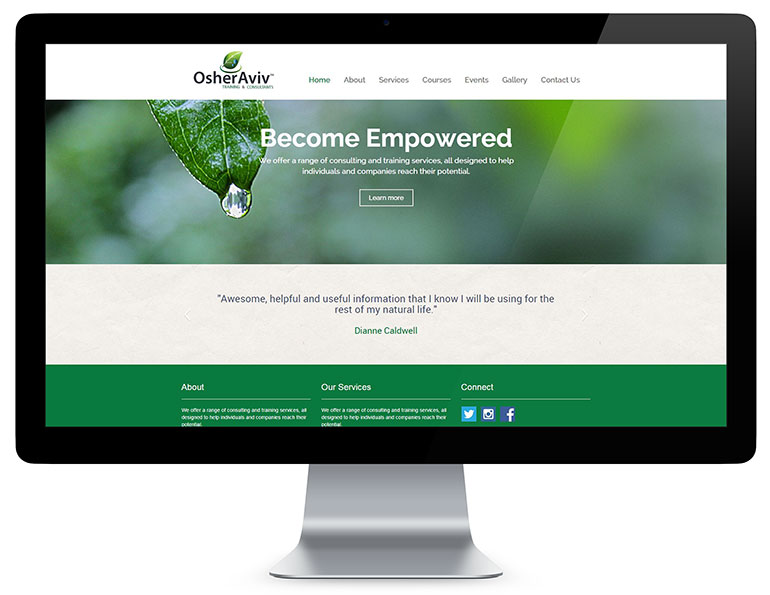 OsherAviv™
TRAINING & CONSULTANTS
Home About Services Courses Events Gallery Contact Us
Become Empowered
We offer a range of consulting and training services, all designed to help
individuals and companies reach their potential.
Learn more
"Awesome, helpful and useful information that I know I will be using for the
rest of my natural life."
Dianne Caldwell
About
We offer a range of consulting and training services, all
designed to help individuals and companies reach their
potential.
Our Services
We offer a range of consulting and training services, all
designed to help individuals and companies reach their
potential.
Connect